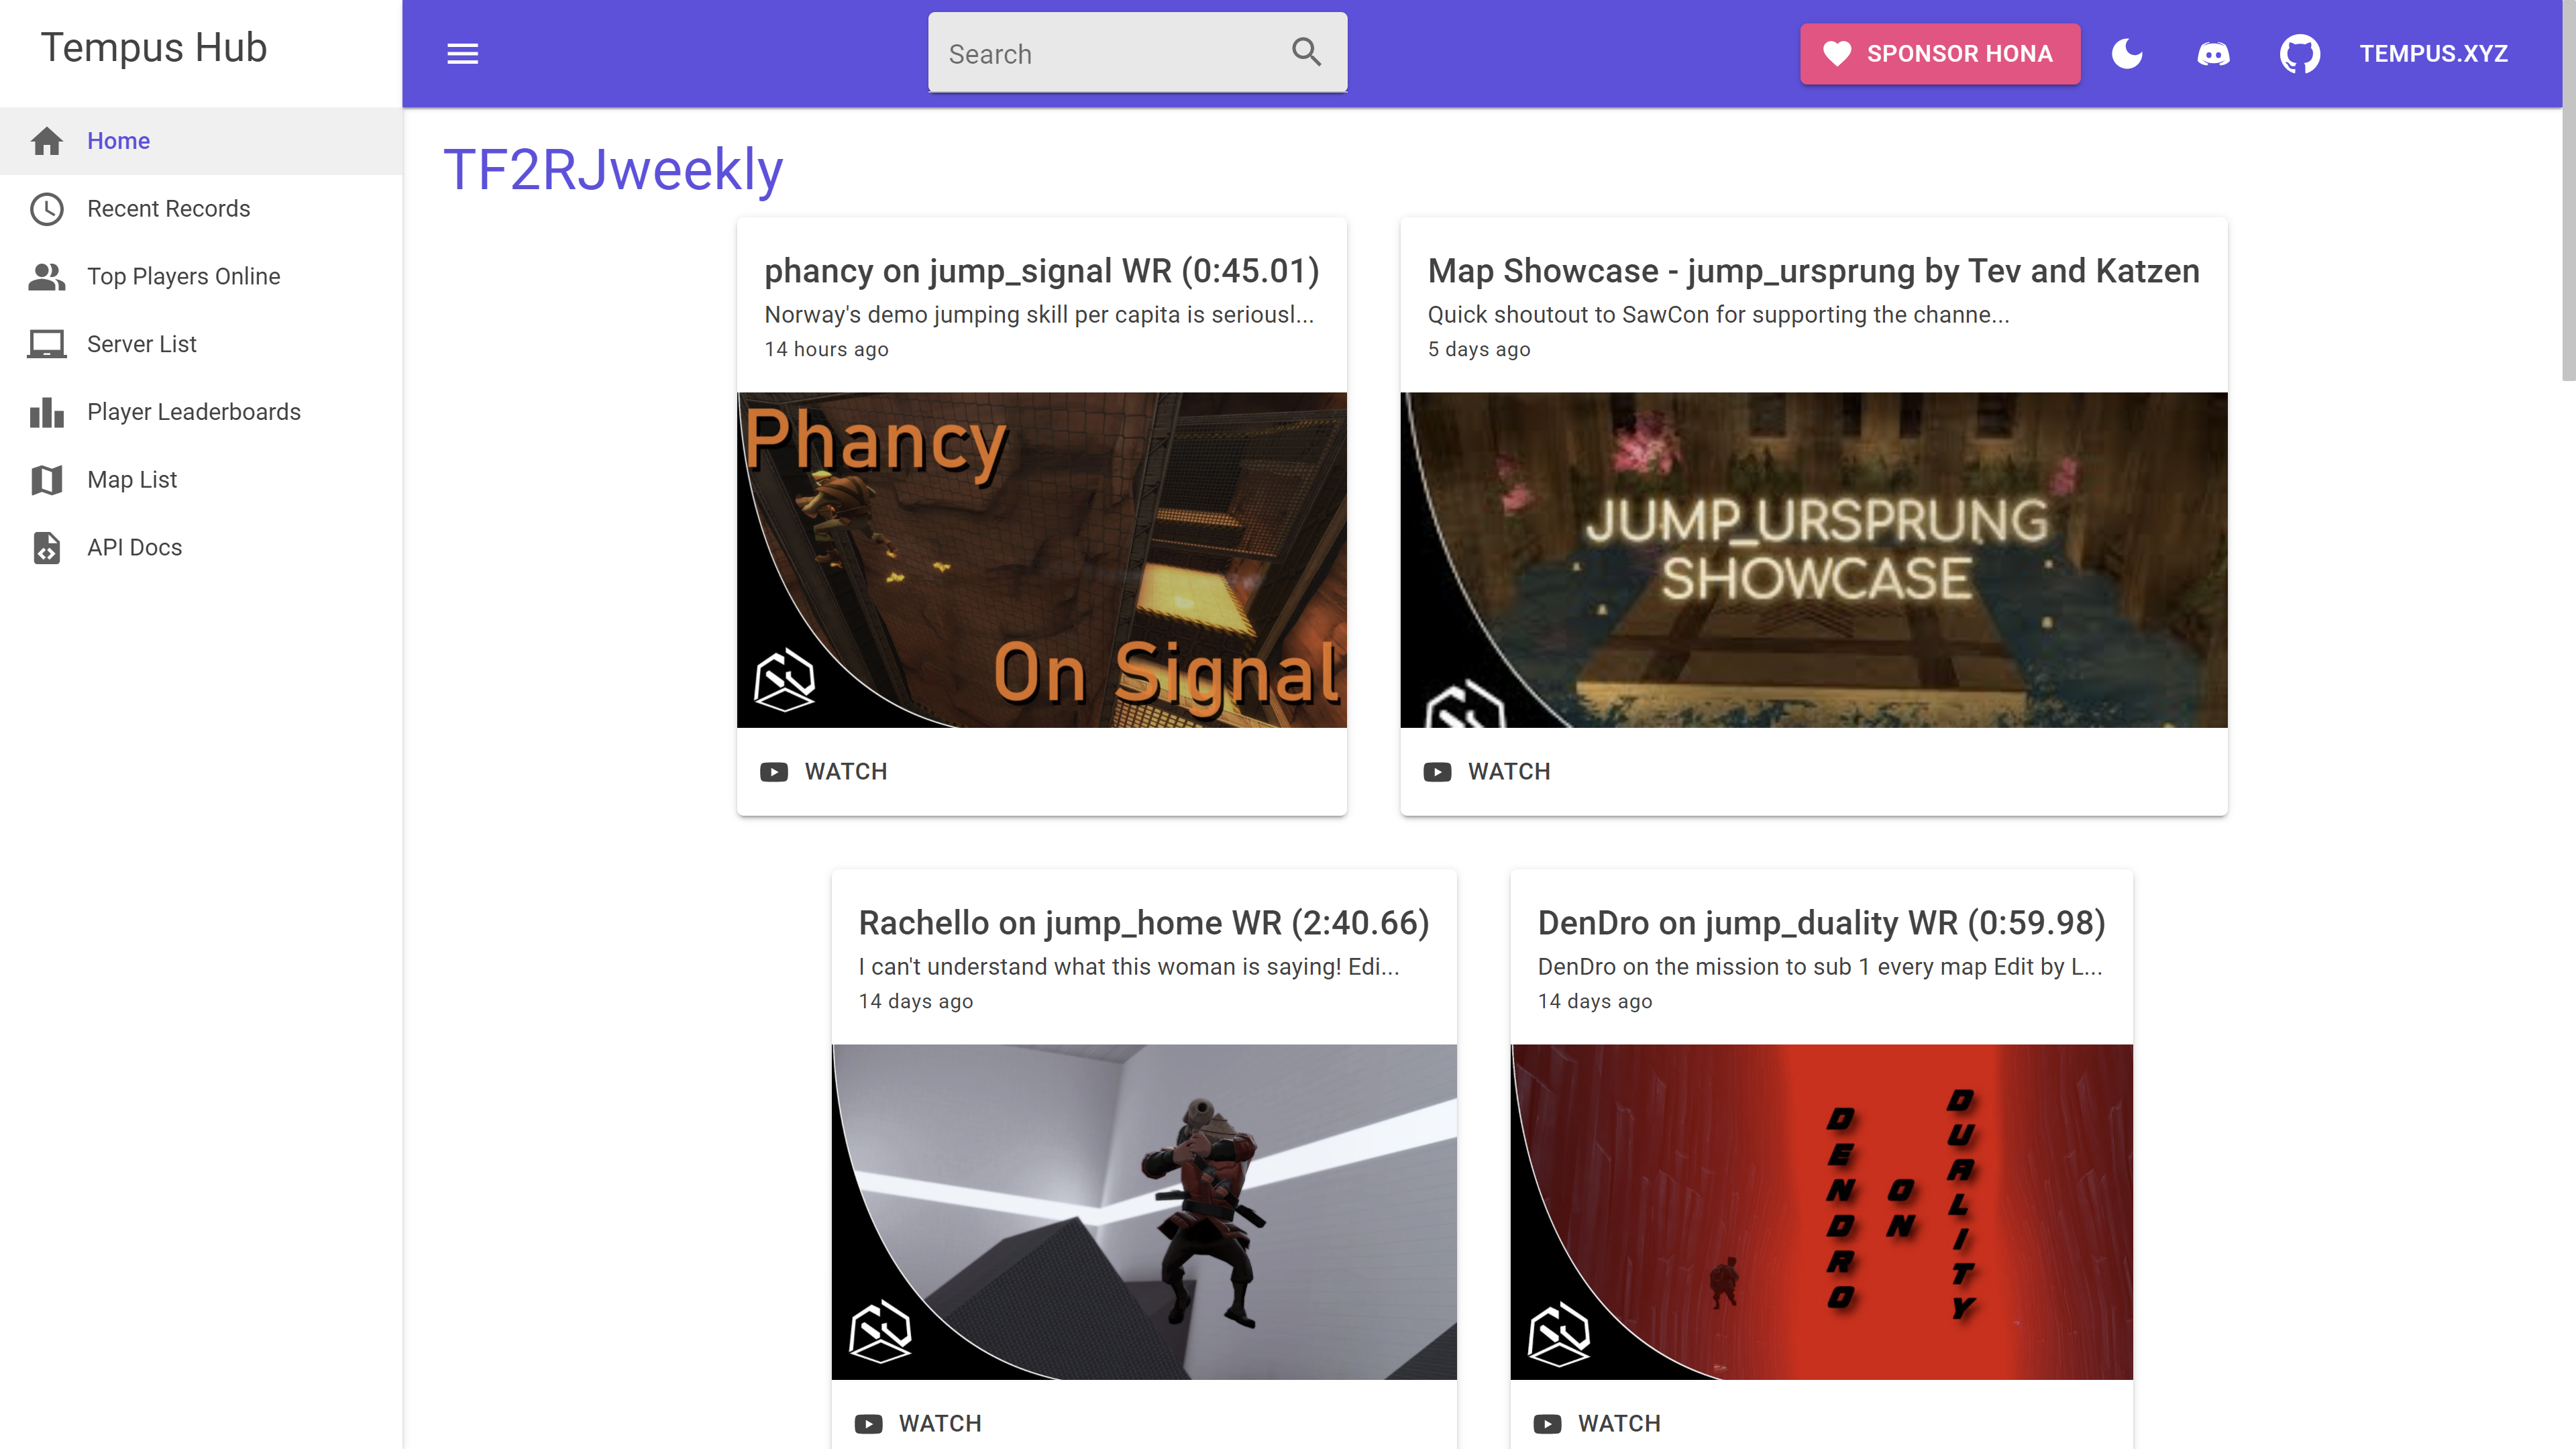 Tempus Hub
Search
SPONSOR HONA
TEMPUS.XYZ
Home
Recent Records
Top Players Online
Server List
Player Leaderboards
Map List
API Docs
TF2RJweekly
phancy on jump_signal WR (0:45.01)
Norway's demo jumping skill per capita is seriousl...
14 hours ago
Phancy
On Signal
WATCH
Map Showcase - jump_ursprung by Tev and Katzen
Quick shoutout to SawCon for supporting the channe...
5 days ago
JUMP_URSPRUNG
SHOWCASE
WATCH
Rachello on jump_home WR (2:40.66)
I can't understand what this woman is saying! Edi...
14 days ago
WATCH
DenDro on jump_duality WR (0:59.98)
DenDro on the mission to sub 1 every map Edit by L...
14 days ago
DENDRO
ON
DUALITY
WATCH